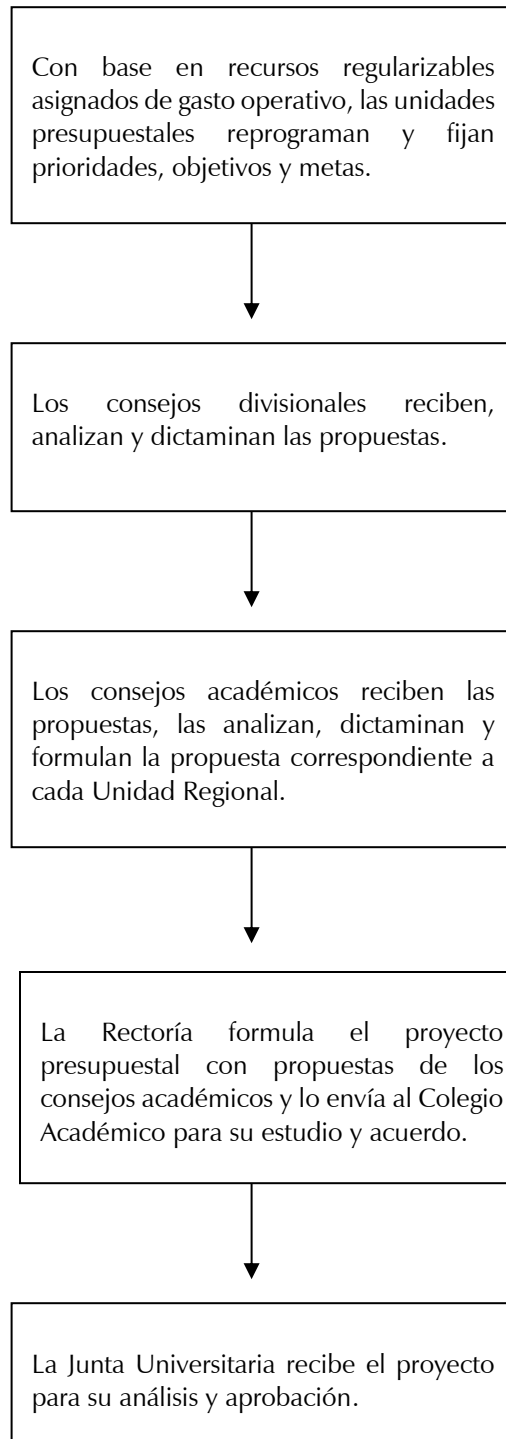 Con base en recursos regularizables
asignados de gasto operativo, las unidades
presupuestales reprograman y fijan
prioridades, objetivos y metas.
Los consejos divisionales reciben,
analizan y dictaminan las propuestas.
Los consejos académicos reciben las
propuestas, las analizan, dictaminan y
formulan la propuesta correspondiente a
cada Unidad Regional.
La Rectoría formula el proyecto
presupuestal con propuestas de los
consejos académicos y lo envía al Colegio
Académico para su estudio y acuerdo.
La Junta Universitaria recibe el proyecto
para su análisis y aprobación.